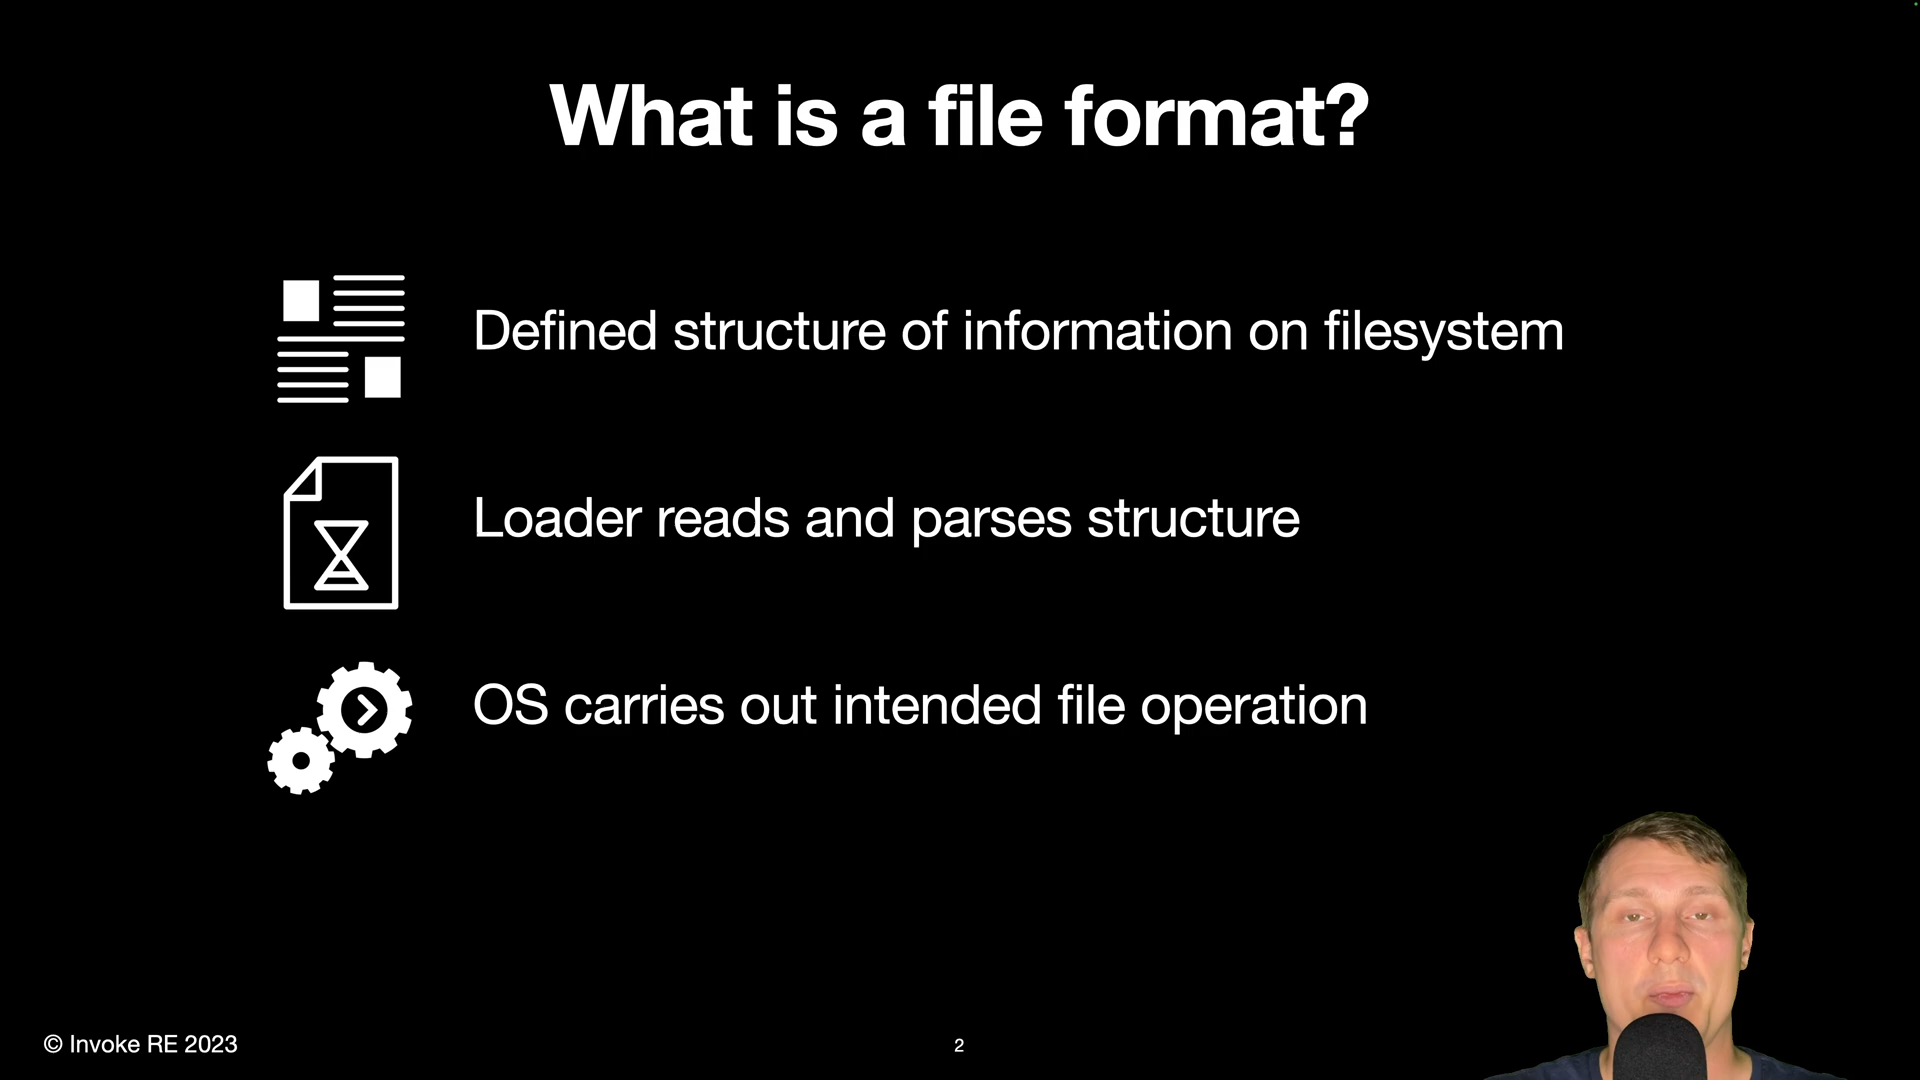 What is a file format?
Defined structure of information on filesystem
Loader reads and parses structure
OS carries out intended file operation
© Invoke RE 2023
2